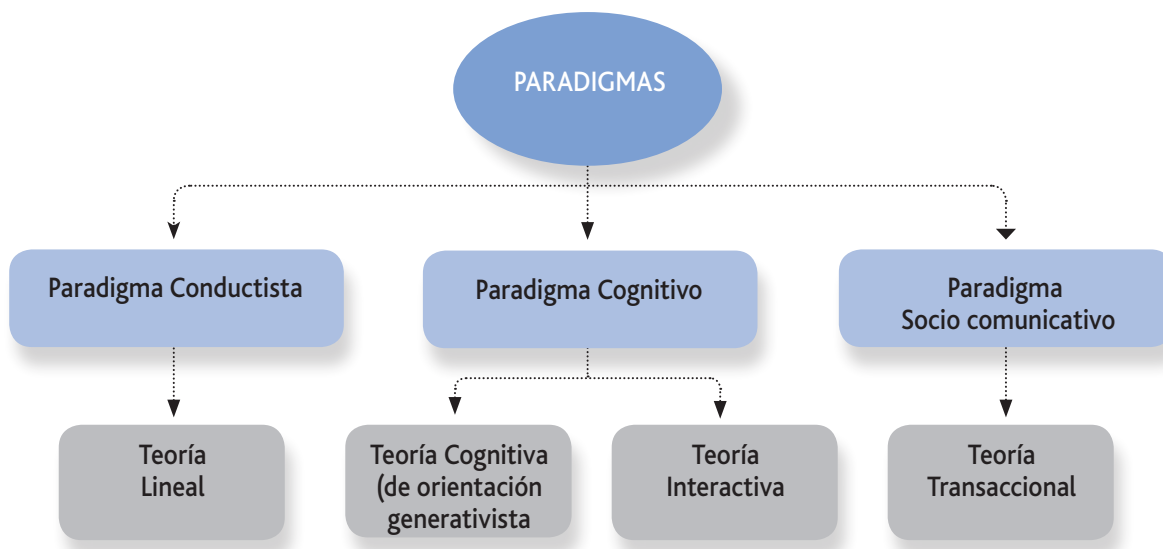 PARADIGMAS
Paradigma Conductista
Paradigma Cognitivo
Paradigma
Socio comunicativo
Teoría
Lineal
Teoría Cognitiva
(de orientación
generativista
Teoría
Interactiva
Teoría
Transaccional